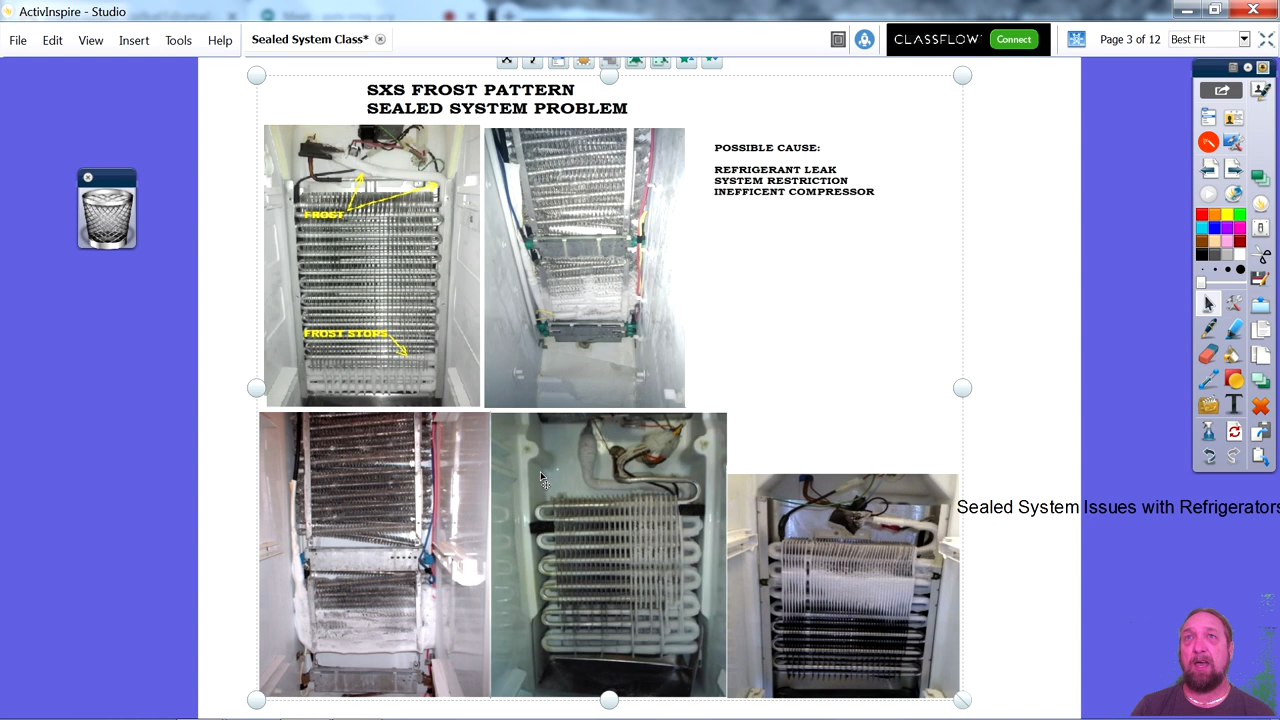 ActivInspire - Studio
File Edit View Insert Tools Help
Sealed System Class*
CLASSFLOW
Connect
Page 3 of 12
Best Fit
SXS FROST PATTERN
SEALED SYSTEM PROBLEM
POSSIBLE CAUSE:
REFRIGERANT LEAK
SYSTEM RESTRICTION
INEFFICENT COMPRESSOR
FROST
FROST STOPS
Sealed System Issues with Refrigerators